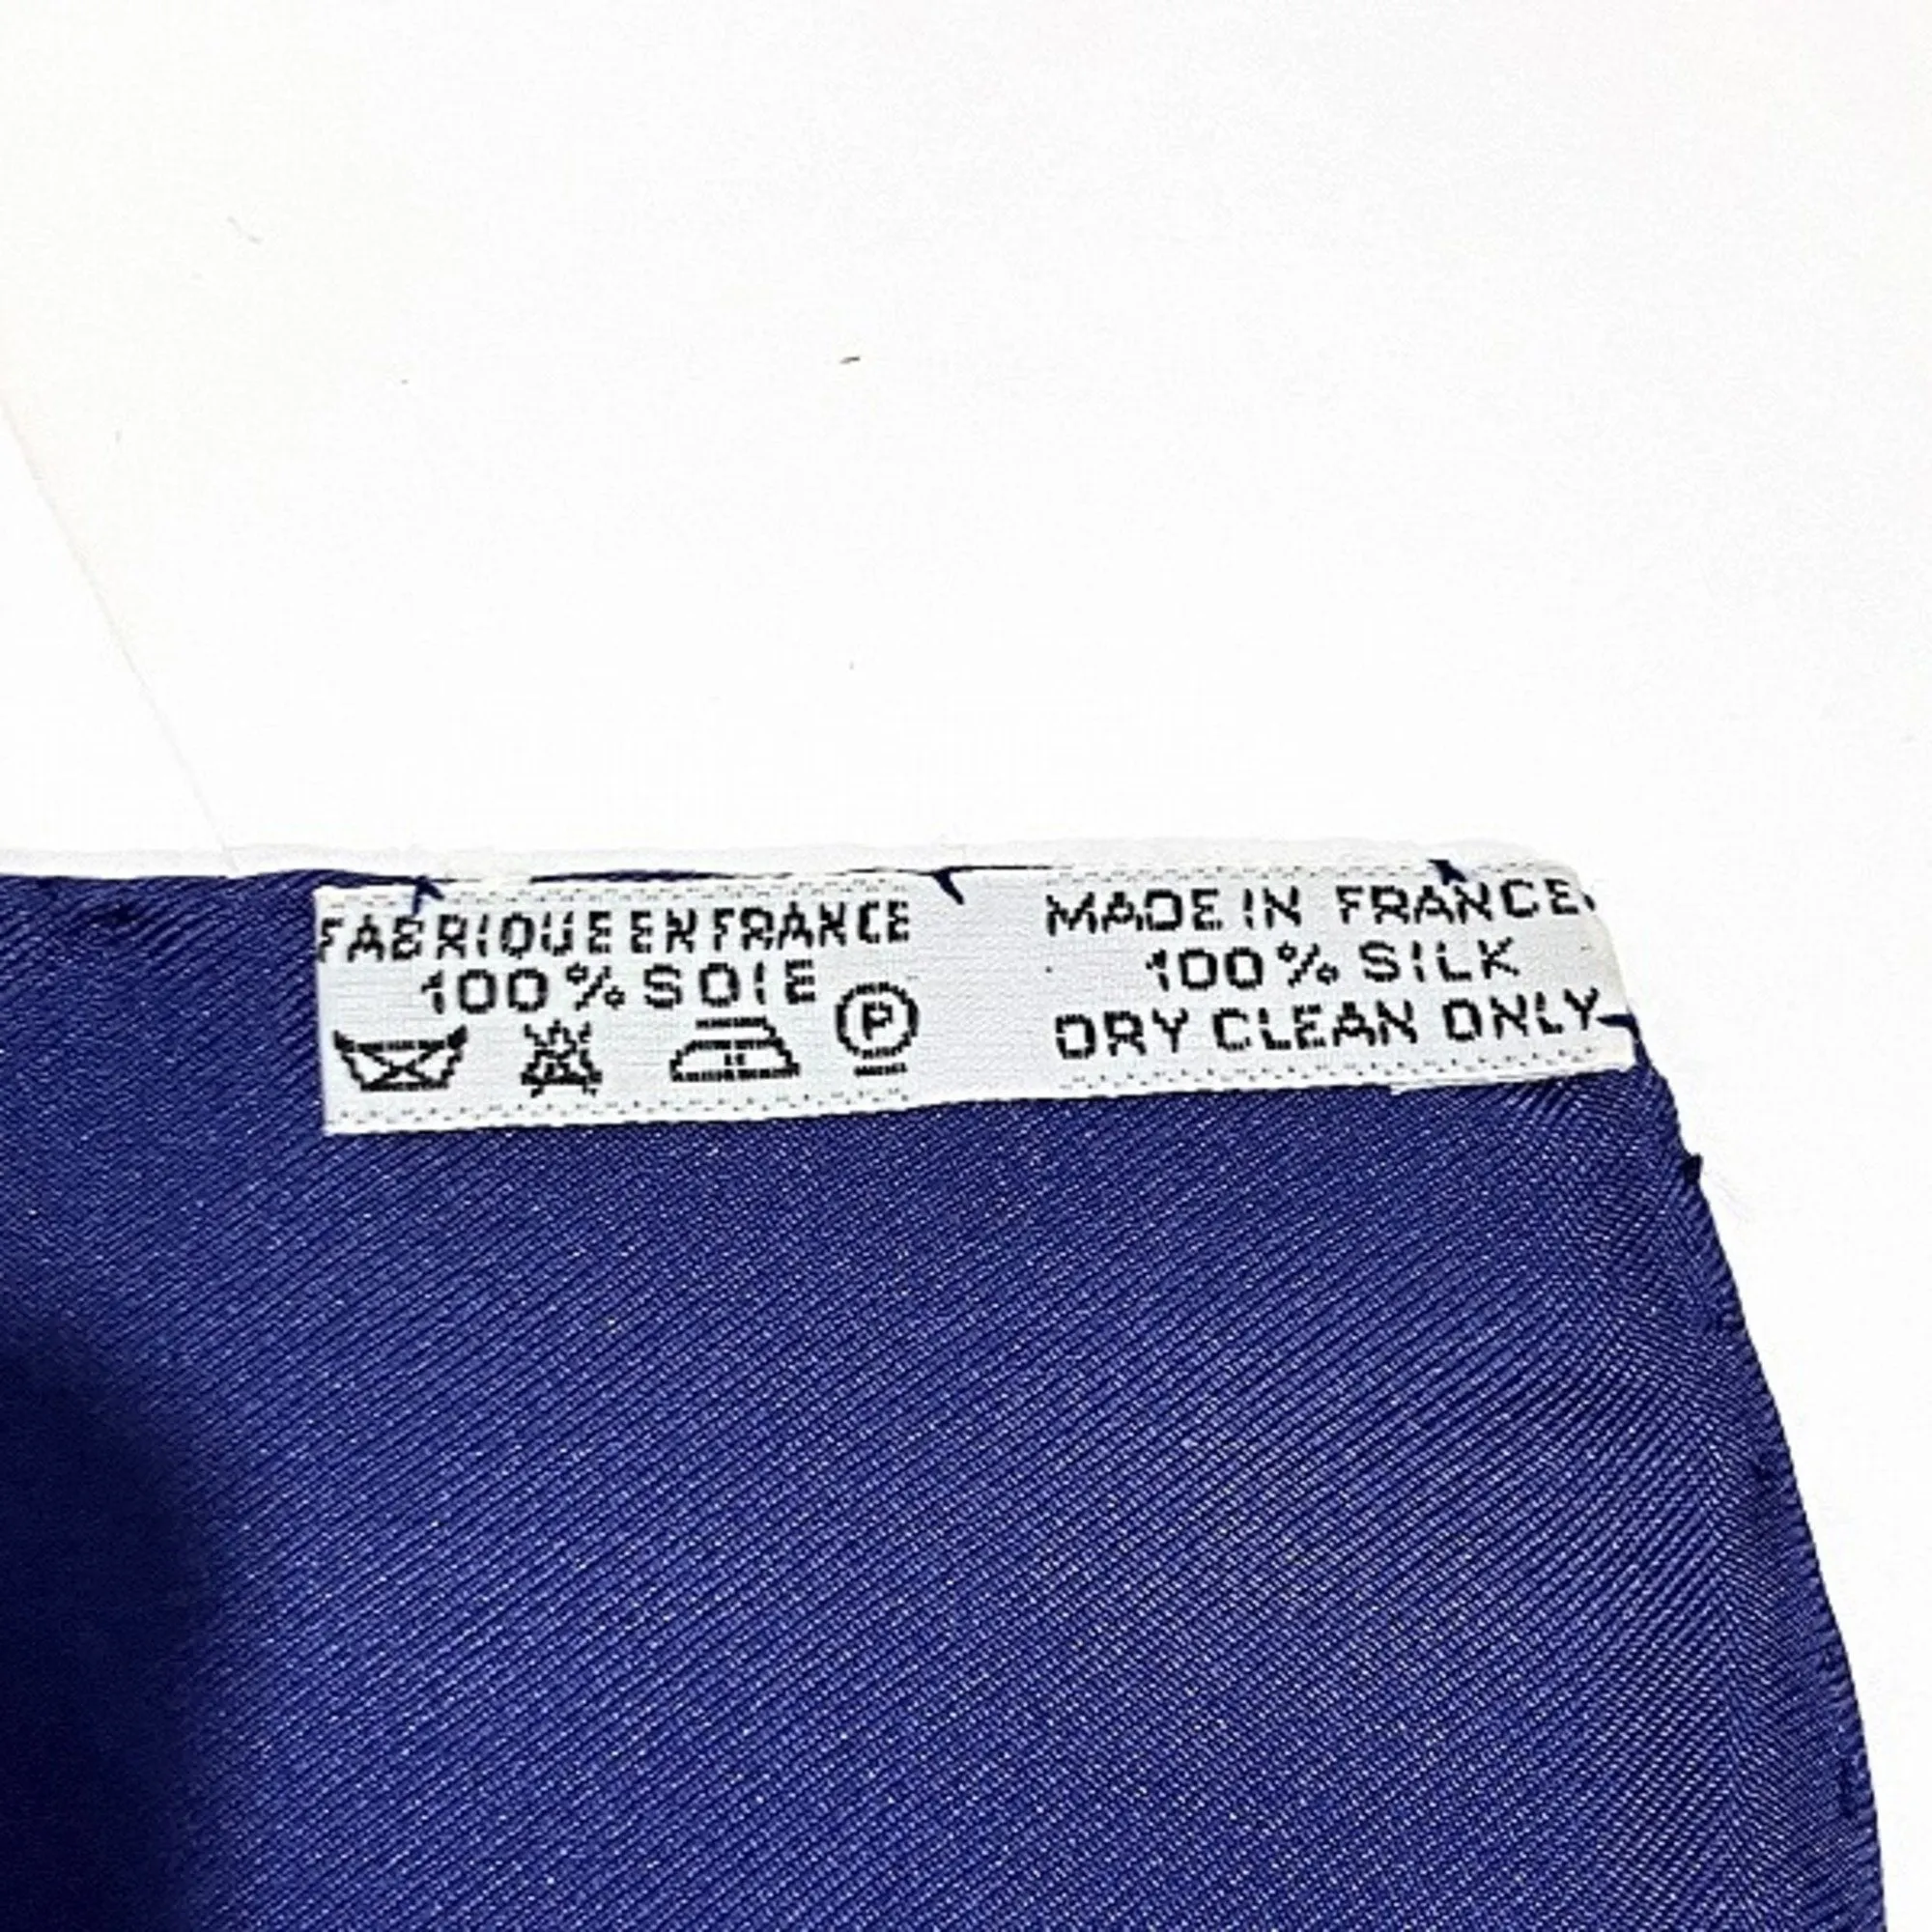 FABRIQUE EN FRANCE
100% SOIE
P
MADE IN FRANCE
100% SILK
DRY CLEAN ONLY